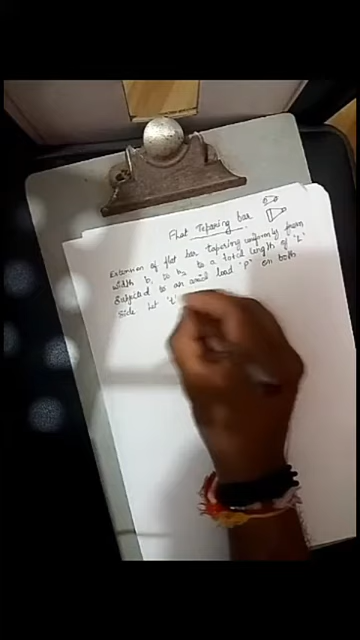 Flat Tapering bar
Extension of flat bar tapering uniformly from
width b1 to b2 to a total length of "L"
Subjected to an axial load "P" on both
side let "t"